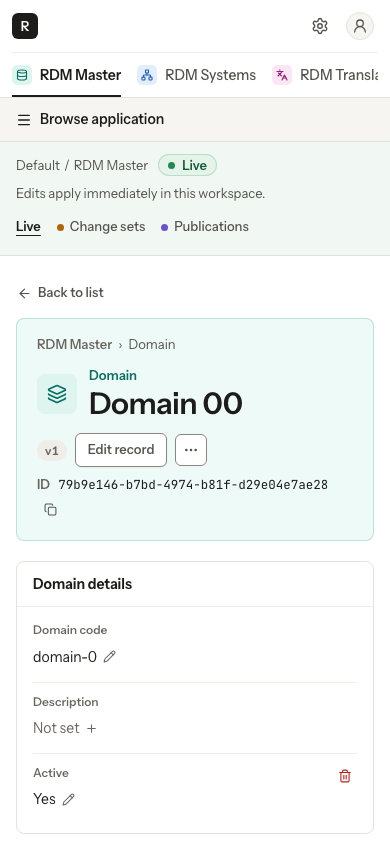 R
RDM Master
RDM Systems
RDM Transla
Browse application
Default / RDM Master
Live
Edits apply immediately in this workspace.
Live
Change sets
Publications
Back to list
RDM Master › Domain
Domain
Domain 00
v1
Edit record
ID 79b9e146-b7bd-4974-b81f-d29e04e7ae28
Domain details
Domain code
domain-0
Description
Not set
Active
Yes